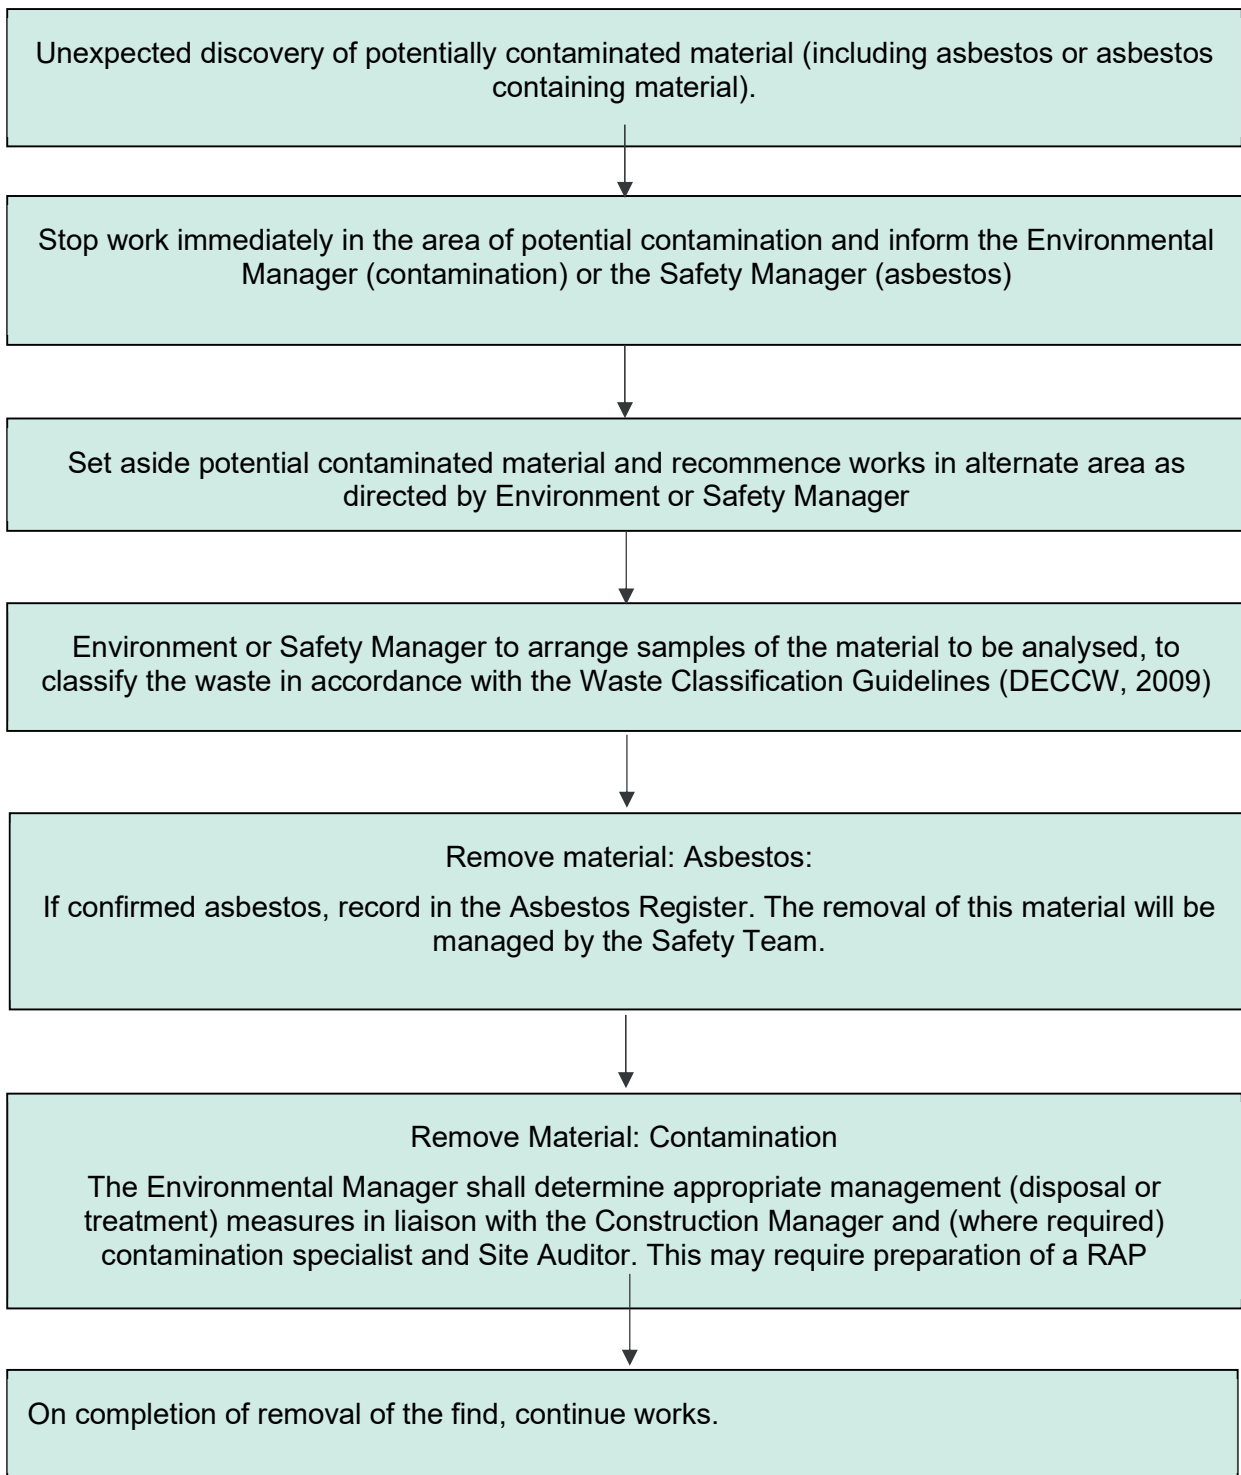 Unexpected discovery of potentially contaminated material (including asbestos or asbestos
containing material).
Stop work immediately in the area of potential contamination and inform the Environmental
Manager (contamination) or the Safety Manager (asbestos)
Set aside potential contaminated material and recommence works in alternate area as
directed by Environment or Safety Manager
Environment or Safety Manager to arrange samples of the material to be analysed, to
classify the waste in accordance with the Waste Classification Guidelines (DECCW, 2009)
Remove material: Asbestos:
If confirmed asbestos, record in the Asbestos Register. The removal of this material will be
managed by the Safety Team.
Remove Material: Contamination
The Environmental Manager shall determine appropriate management (disposal or
treatment) measures in liaison with the Construction Manager and (where required)
contamination specialist and Site Auditor. This may require preparation of a RAP
On completion of removal of the find, continue works.